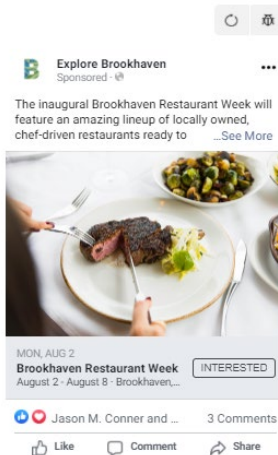 Explore Brookhaven
Sponsored ·
The inaugural Brookhaven Restaurant Week will
feature an amazing lineup of locally owned,
chef-driven restaurants ready to ...See More
MON, AUG 2
Brookhaven Restaurant Week
INTERESTED
August 2 - August 8 · Brookhaven,...
Jason M. Conner and ... 3 Comments
Like Comment Share